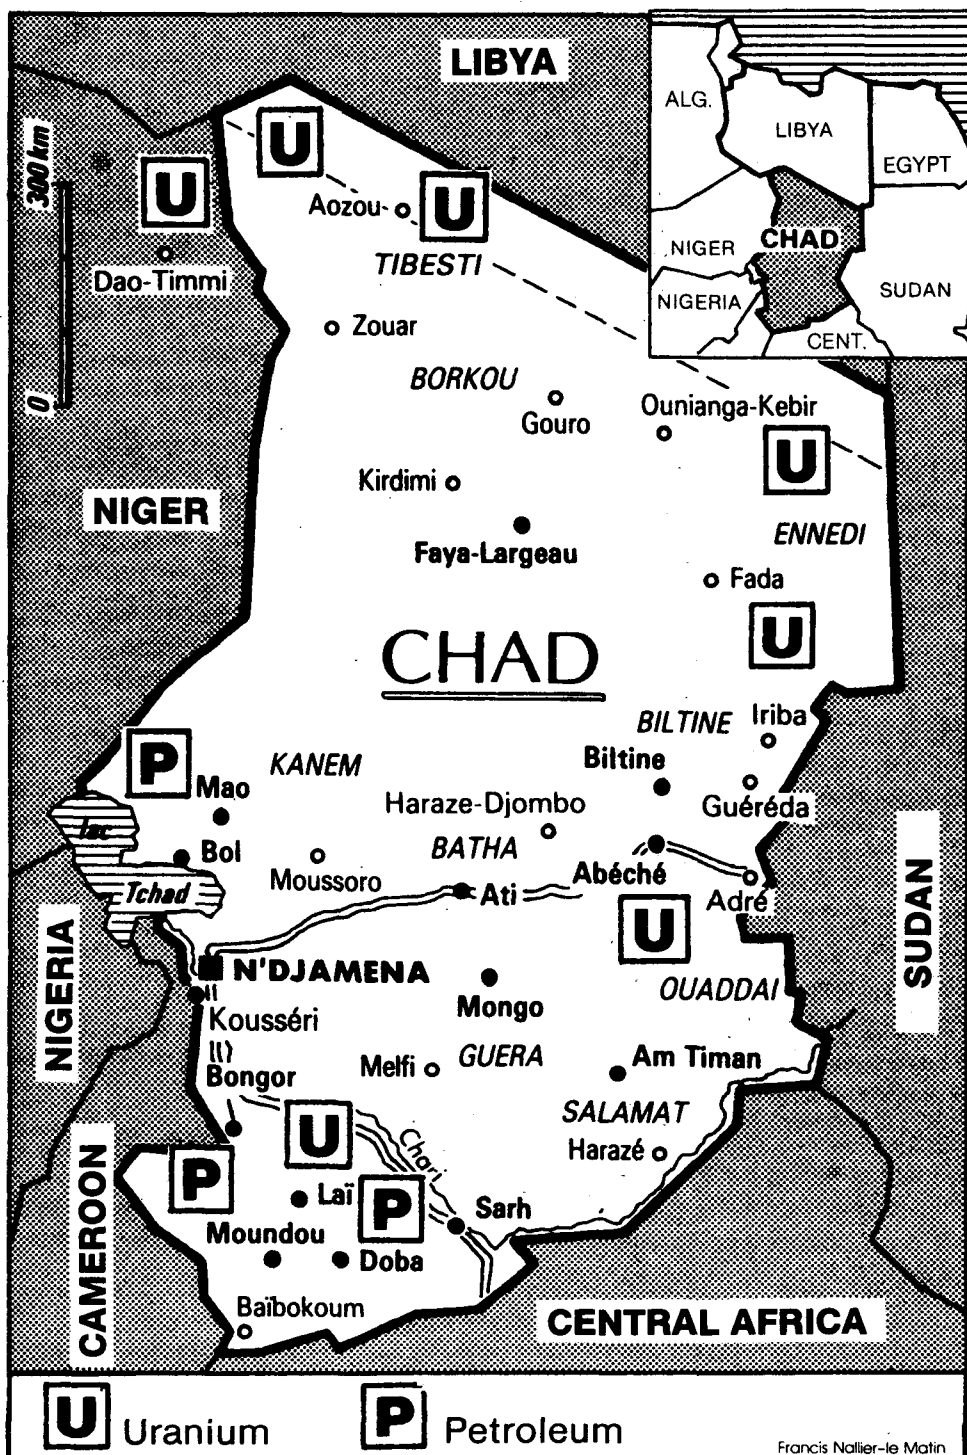 LIBYA
ALG.
LIBYA
EGYPT
NIGER
CHAD
NIGERIA
SUDAN
CENT.
300 km
0
U
U
U
Aozou
Dao-Timmi
TIBESTI
Zouar
BORKOU
Gouro
Ounianga-Kebir
U
Kirdimi
NIGER
Faya-Largeau
ENNEDI
Fada
U
CHAD
BILTINE
Iriba
P
KANEM
Biltine
Mao
Haraze-Djombo
Guéréda
lac
Bol
BATHA
Abéché
Tchad
Moussoro
Ati
Adré
U
SUDAN
NIGERIA
N'DJAMENA
Mongo
OUADDAI
Kousséri
Melfi
GUERA
Am Timan
Bongor
SALAMAT
U
Chari
Harazé
P
Laï
P
Sarh
CAMEROON
Moundou
Doba
Baïbokoum
CENTRAL AFRICA
U Uranium
P Petroleum
Francis Nallier-le Matin